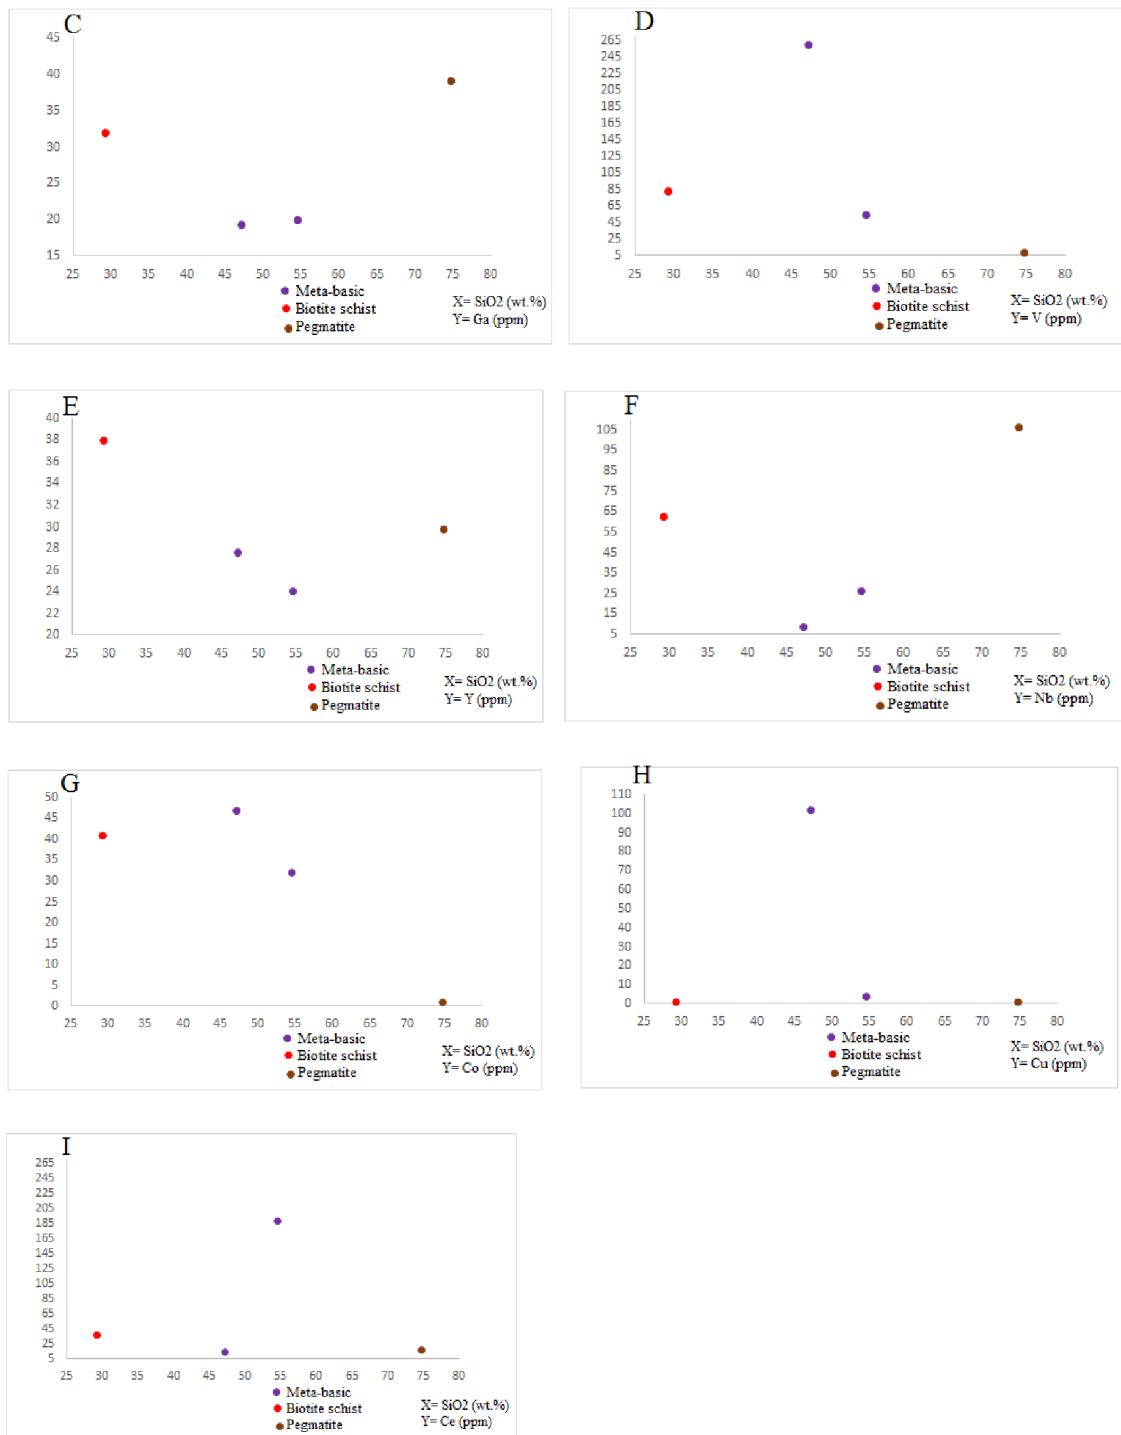 C
45
40
35
30
25
20
15
25 30 35 40 45 50 55 60 65 70 75 80
Meta-basic
Biotite schist
Pegmatite
X= SiO2 (wt.%)
Y= Ga (ppm)
D
265
245
225
205
185
165
145
125
105
85
65
45
25
5
25 30 35 40 45 50 55 60 65 70 75 80
Meta-basic
Biotite schist
Pegmatite
X= SiO2 (wt.%)
Y= V (ppm)
E
40
38
36
34
32
30
28
26
24
22
20
25 30 35 40 45 50 55 60 65 70 75 80
Meta-basic
Biotite schist
Pegmatite
X= SiO2 (wt.%)
Y= Y (ppm)
F
105
95
85
75
65
55
45
35
25
15
5
25 30 35 40 45 50 55 60 65 70 75 80
Meta-basic
Biotite schist
Pegmatite
X= SiO2 (wt.%)
Y= Nb (ppm)
G
50
45
40
35
30
25
20
15
10
5
0
25 30 35 40 45 50 55 60 65 70 75 80
Meta-basic
Biotite schist
Pegmatite
X= SiO2 (wt.%)
Y= Co (ppm)
H
110
100
90
80
70
60
50
40
30
20
10
0
25 30 35 40 45 50 55 60 65 70 75 80
Meta-basic
Biotite schist
Pegmatite
X= SiO2 (wt.%)
Y= Cu (ppm)
I
265
245
225
205
185
165
145
125
105
85
65
45
25
5
25 30 35 40 45 50 55 60 65 70 75 80
Meta-basic
Biotite schist
Pegmatite
X= SiO2 (wt.%)
Y= Ce (ppm)